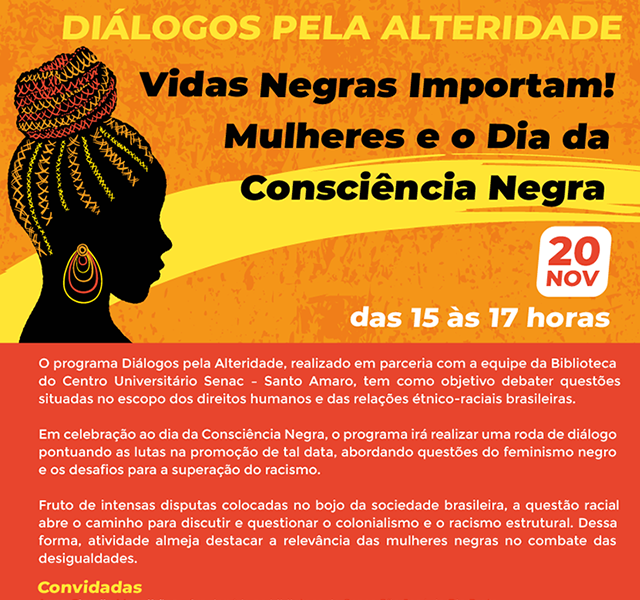 DIÁLOGOS PELA ALTERIDADE
Vidas Negras Importam!
Mulheres e o Dia da
Consciência Negra
20
NOV
das 15 às 17 horas
O programa Diálogos pela Alteridade, realizado em parceria com a equipe da Biblioteca
do Centro Universitário Senac – Santo Amaro, tem como objetivo debater questões
situadas no escopo dos direitos humanos e das relações étnico-raciais brasileiras.
Em celebração ao dia da Consciência Negra, o programa irá realizar uma roda de diálogo
pontuando as lutas na promoção de tal data, abordando questões do feminismo negro
e os desafios para a superação do racismo.
Fruto de intensas disputas colocadas no bojo da sociedade brasileira, a questão racial
abre o caminho para discutir e questionar o colonialismo e o racismo estrutural. Dessa
forma, atividade almeja destacar a relevância das mulheres negras no combate das
desigualdades.
Convidadas